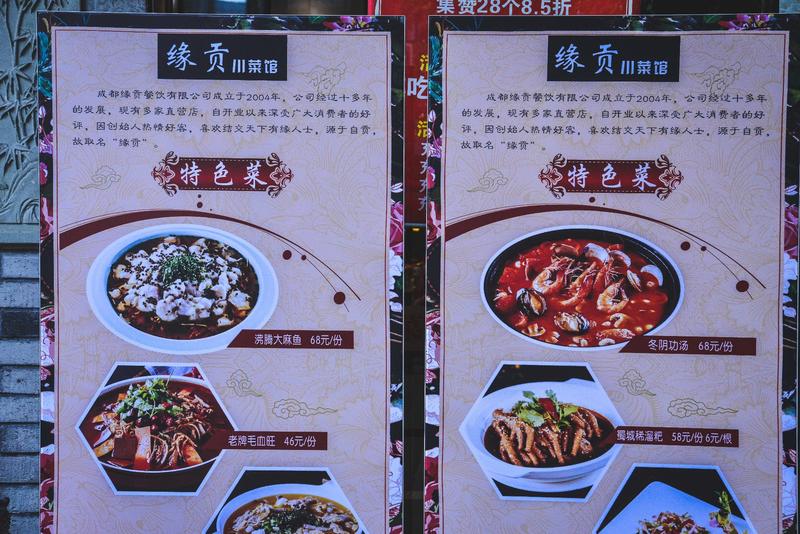 集赞28个8.5折
缘贡川菜馆
成都缘贡餐饮有限公司成立于2004年，公司经过十多年
的发展，现有多家直营店，自开业以来深受广大消费者的好
评，因创始人热情好客，喜欢结交天下有缘人士，源于自贡，
故取名“缘贡”。
特色菜
沸腾大麻鱼 68元/份
老牌毛血旺 46元/份
缘贡川菜馆
成都缘贡餐饮有限公司成立于2004年，公司经过十多年
的发展，现有多家直营店，自开业以来深受广大消费者的好
评，因创始人热情好客，喜欢结交天下有缘人士，源于自贡，
故取名“缘贡”。
特色菜
冬阴功汤 68元/份
蜀城稀溜粑 58元/份 6元/根
吃
充
充
充